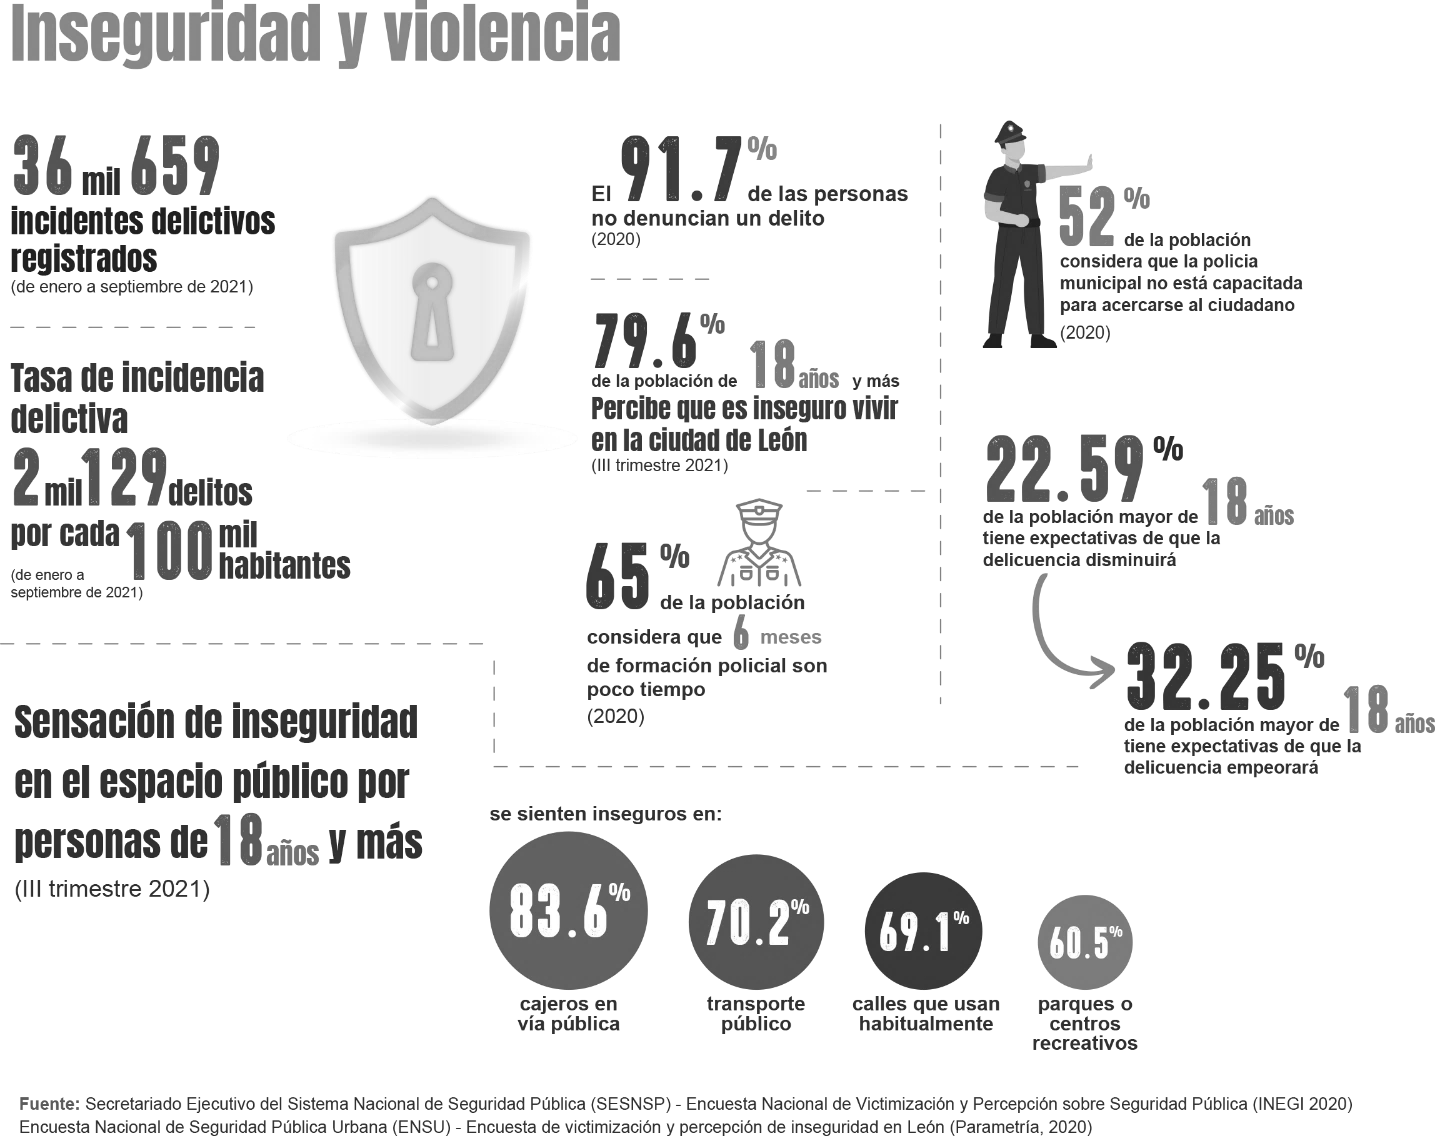 Inseguridad y violencia
36 mil 659
incidentes delictivos
registrados
(de enero a septiembre de 2021)
Tasa de incidencia
delictiva
2 mil 129 delitos
por cada 100 mil
habitantes
(de enero a
septiembre de 2021)
El 91.7% de las personas
no denuncian un delito
(2020)
79.6%
de la población de 18 años y más
Percibe que es inseguro vivir
en la ciudad de León
(III trimestre 2021)
65%
de la población
considera que 6 meses
de formación policial son
poco tiempo
(2020)
52%
de la población
considera que la policia
municipal no está capacitada
para acercarse al ciudadano
(2020)
22.59%
de la población mayor de 18 años
tiene expectativas de que la
delicuencia disminuirá
32.25%
de la población mayor de 18 años
tiene expectativas de que la
delicuencia empeorará
Sensación de inseguridad
en el espacio público por
personas de 18 años y más
(III trimestre 2021)
se sienten inseguros en:
83.6%
cajeros en
vía pública
70.2%
transporte
público
69.1%
calles que usan
habitualmente
60.5%
parques o
centros
recreativos
Fuente: Secretariado Ejecutivo del Sistema Nacional de Seguridad Pública (SESNSP) - Encuesta Nacional de Victimización y Percepción sobre Seguridad Pública (INEGI 2020)
Encuesta Nacional de Seguridad Pública Urbana (ENSU) - Encuesta de victimización y percepción de inseguridad en León (Parametría, 2020)